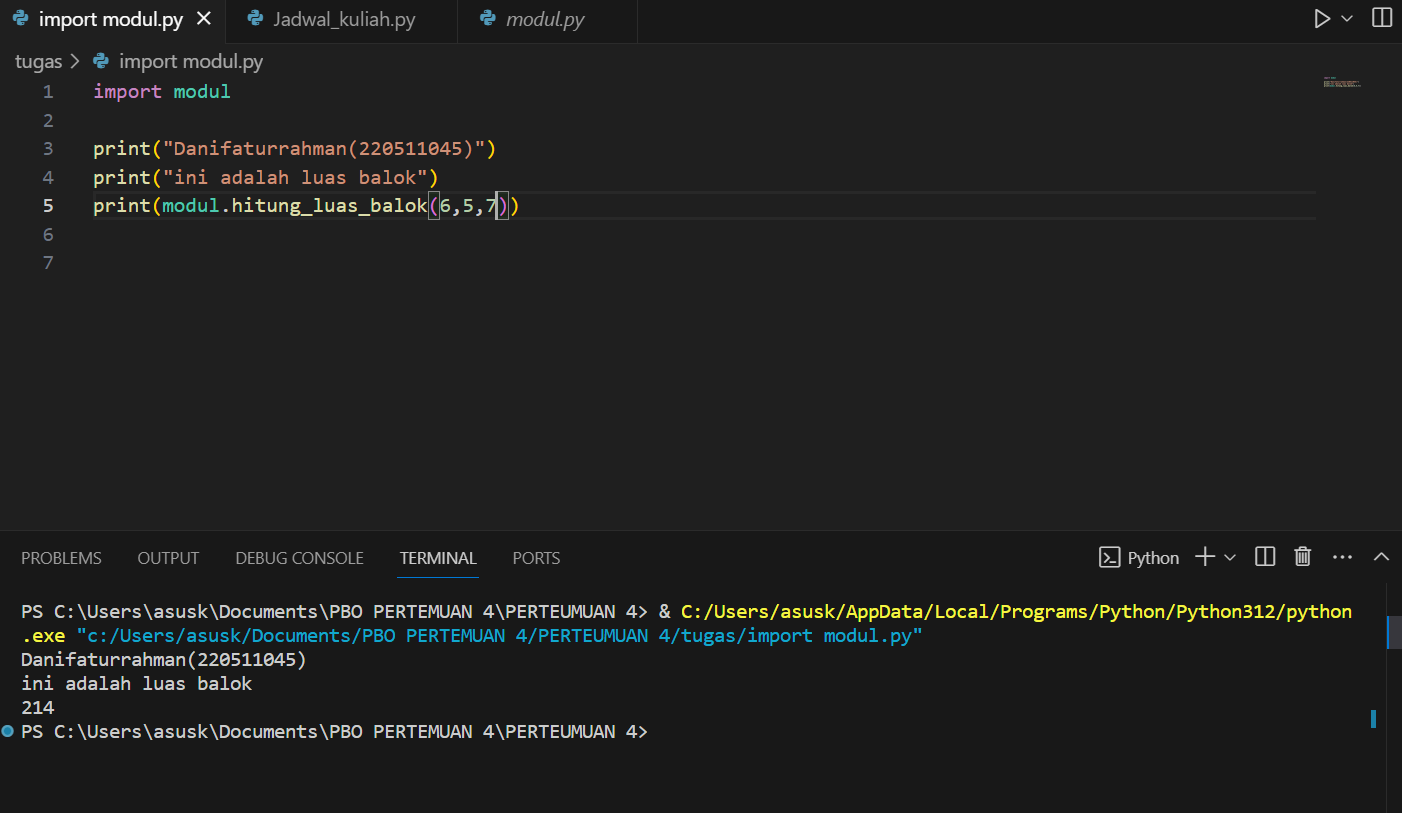 import modul.py Jadwal_kuliah.py modul.py
tugas > import modul.py
1 import modul
2
3 print("Danifaturrahman(220511045)")
4 print("ini adalah luas balok")
5 print(modul.hitung_luas_balok(6,5,7))
6
7
PROBLEMS OUTPUT DEBUG CONSOLE TERMINAL PORTS Python
PS C:\Users\asusk\Documents\PBO PERTEMUAN 4\PERTEUMUAN 4> & C:/Users/asusk/AppData/Local/Programs/Python/Python312/python
.exe "c:/Users/asusk/Documents/PBO PERTEMUAN 4/PERTEUMUAN 4/tugas/import modul.py"
Danifaturrahman(220511045)
ini adalah luas balok
214
PS C:\Users\asusk\Documents\PBO PERTEMUAN 4\PERTEUMUAN 4>